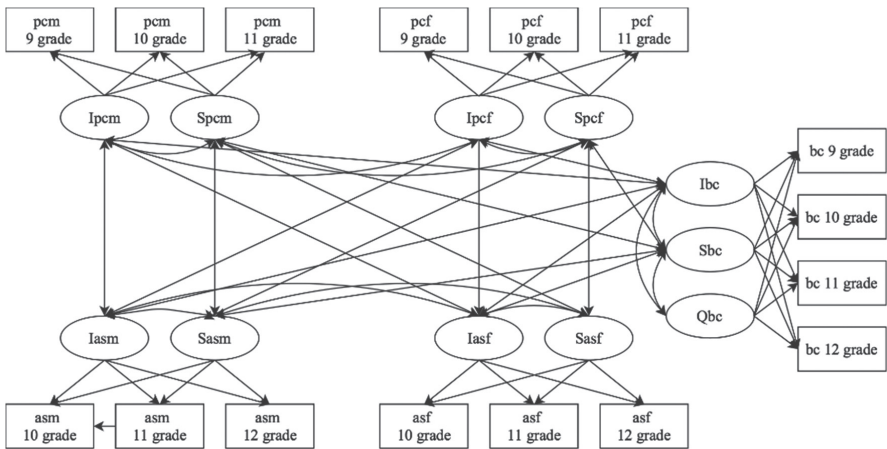 pcm
9 grade
pcm
10 grade
pcm
11 grade
pcf
9 grade
pcf
10 grade
pcf
11 grade
Ipcm
Spcm
Ipcf
Spcf
bc 9 grade
Ibc
bc 10 grade
Sbc
bc 11 grade
Qbc
bc 12 grade
Iasm
Sasm
Iasf
Sasf
asm
10 grade
asm
11 grade
asm
12 grade
asf
10 grade
asf
11 grade
asf
12 grade